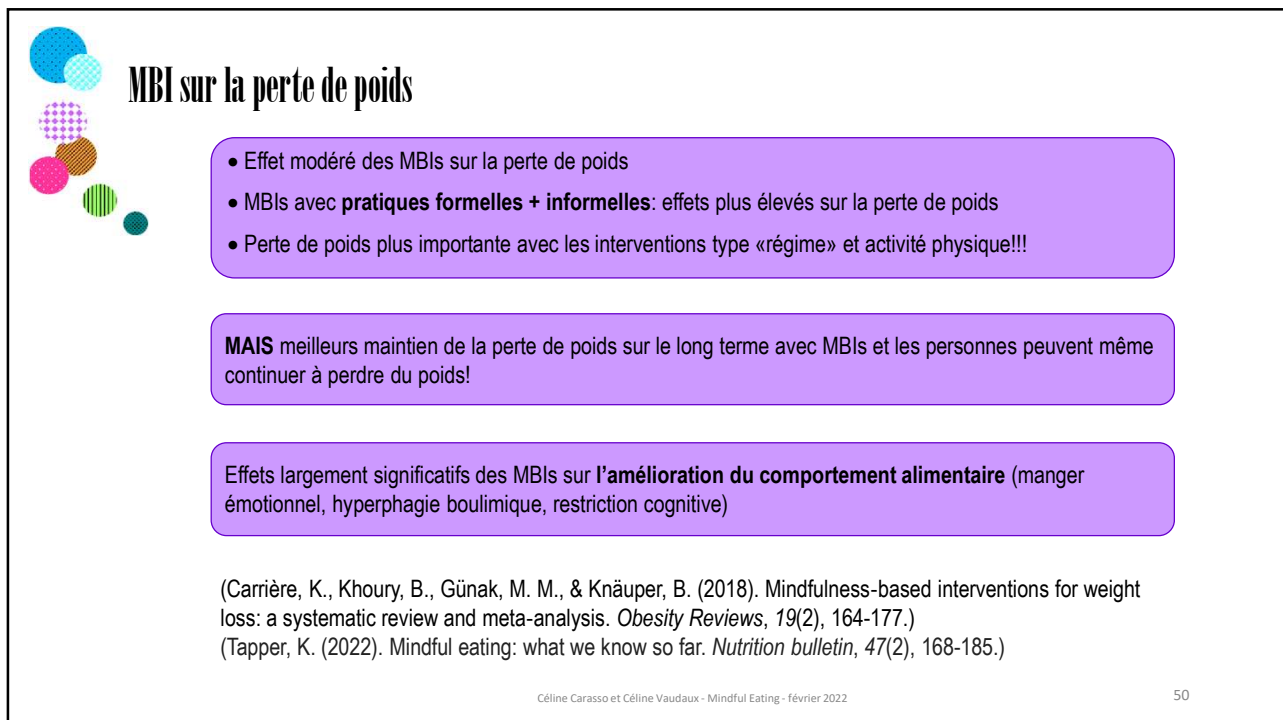 MBI sur la perte de poids
• Effet modéré des MBIs sur la perte de poids
• MBIs avec pratiques formelles + informelles: effets plus élevés sur la perte de poids
• Perte de poids plus importante avec les interventions type «régime» et activité physique!!!
MAIS meilleurs maintien de la perte de poids sur le long terme avec MBIs et les personnes peuvent même
continuer à perdre du poids!
Effets largement significatifs des MBIs sur l’amélioration du comportement alimentaire (manger
émotionnel, hyperphagie boulimique, restriction cognitive)
(Carrière, K., Khoury, B., Günak, M. M., & Knäuper, B. (2018). Mindfulness-based interventions for weight
loss: a systematic review and meta-analysis. Obesity Reviews, 19(2), 164-177.)
(Tapper, K. (2022). Mindful eating: what we know so far. Nutrition bulletin, 47(2), 168-185.)
Céline Carasso et Céline Vaudaux - Mindful Eating - février 2022
50